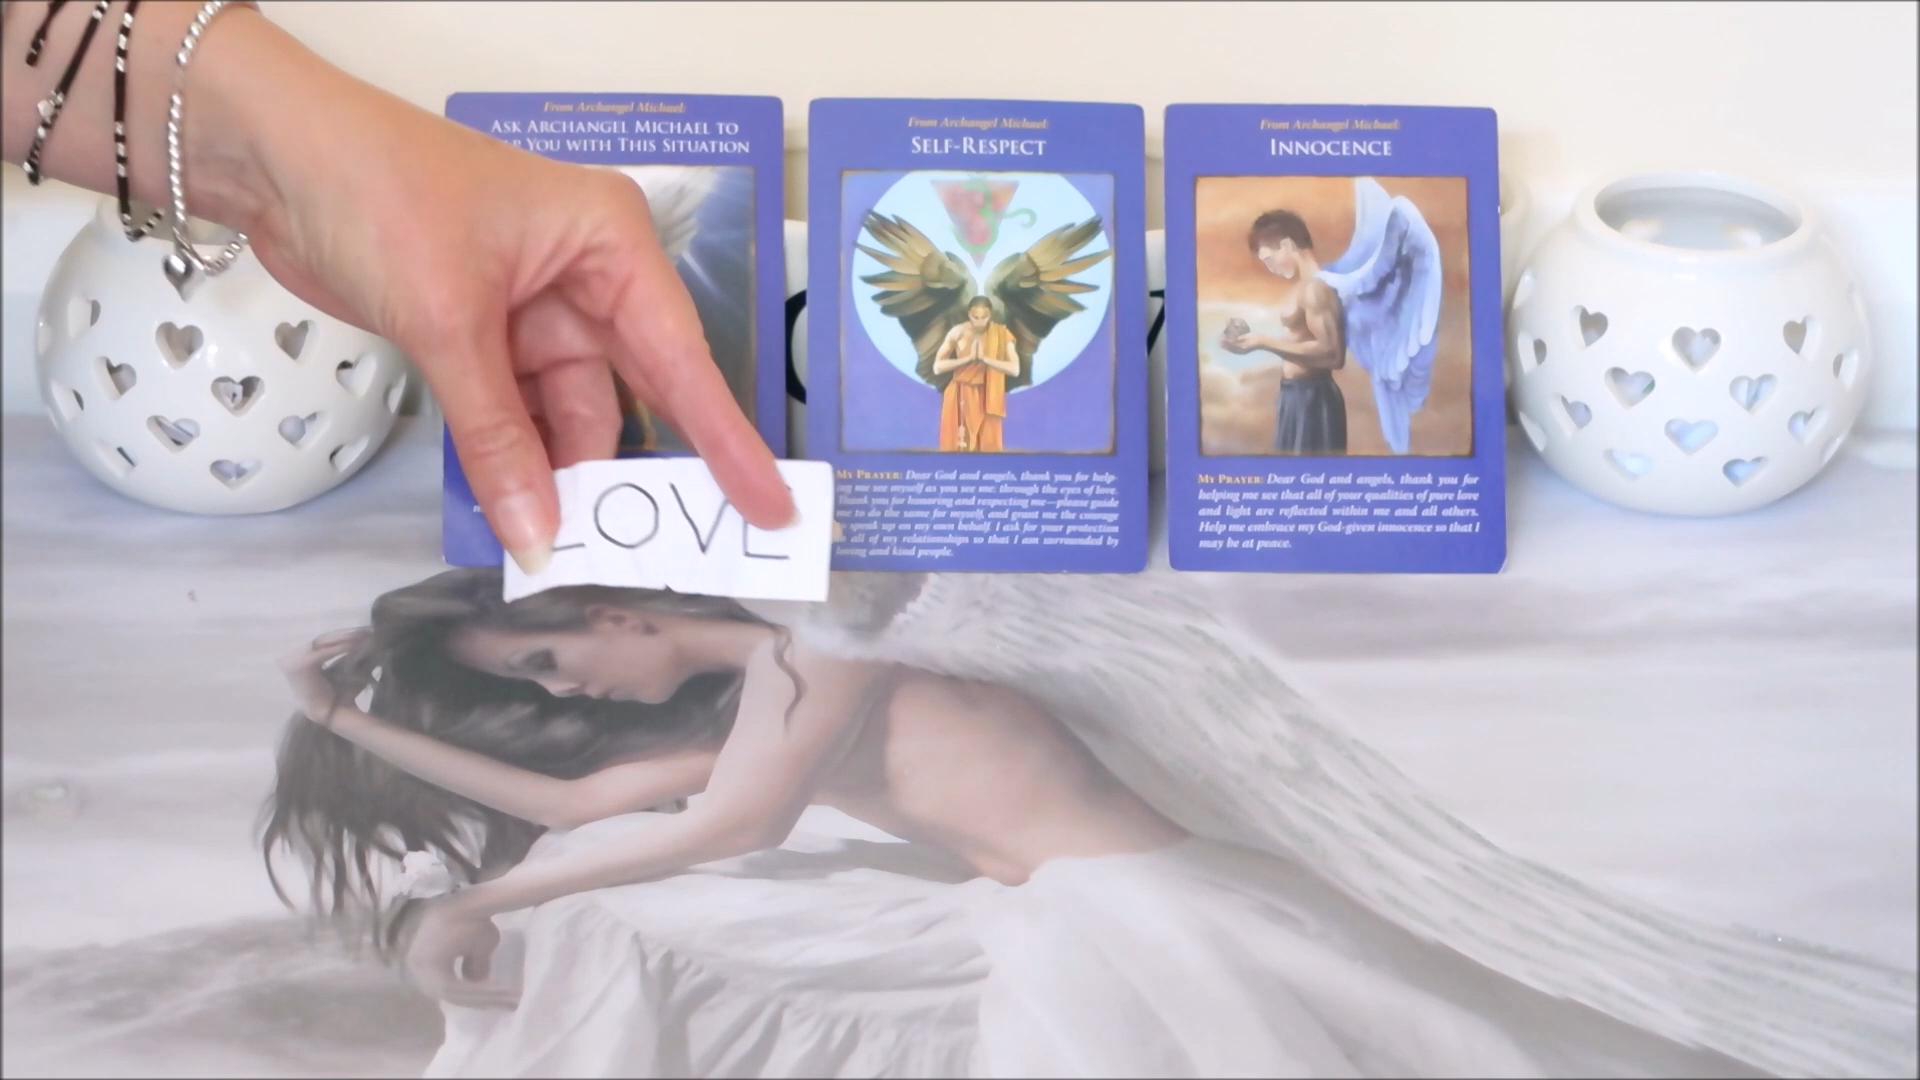 From Archangel Michael:
ASK ARCHANGEL MICHAEL TO
YOU WITH THIS SITUATION
From Archangel Michael:
SELF-RESPECT
MY PRAYER: Dear God and angels, thank you for help-
ing me see myself as you see me: through the eyes of love.
Thank you for honoring and respecting me—please guide
me to do the same for myself, and grant me the courage
to speak up on my own behalf. I ask for your protection
in all of my relationships so that I am surrounded by
loving and kind people.
From Archangel Michael:
INNOCENCE
MY PRAYER: Dear God and angels, thank you for
helping me see that all of your qualities of pure love
and light are reflected within me and all others.
Help me embrace my God-given innocence so that I
may be at peace.
LOVE